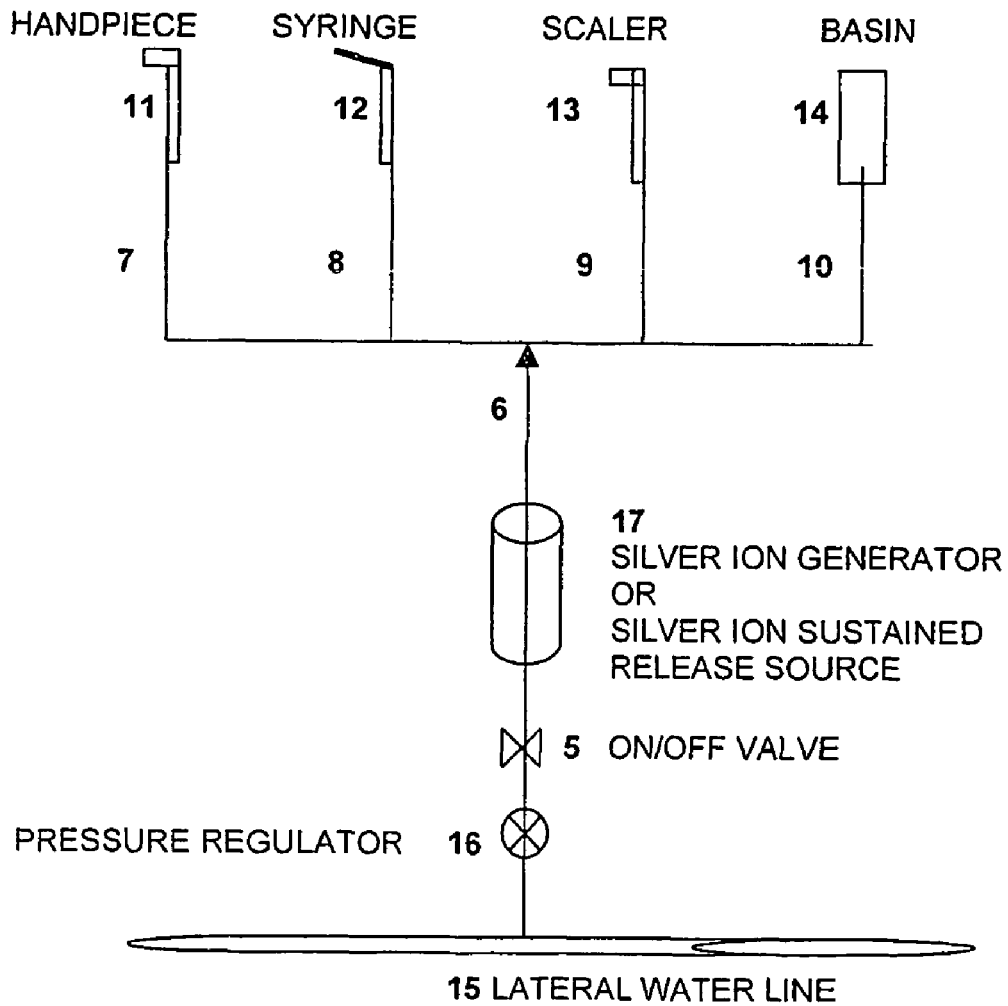 HANDPIECE SYRINGE SCALER BASIN
11 12 13 14
7 8 9 10
6
17
SILVER ION GENERATOR
OR
SILVER ION SUSTAINED
RELEASE SOURCE
5 ON/OFF VALVE
PRESSURE REGULATOR 16
15 LATERAL WATER LINE